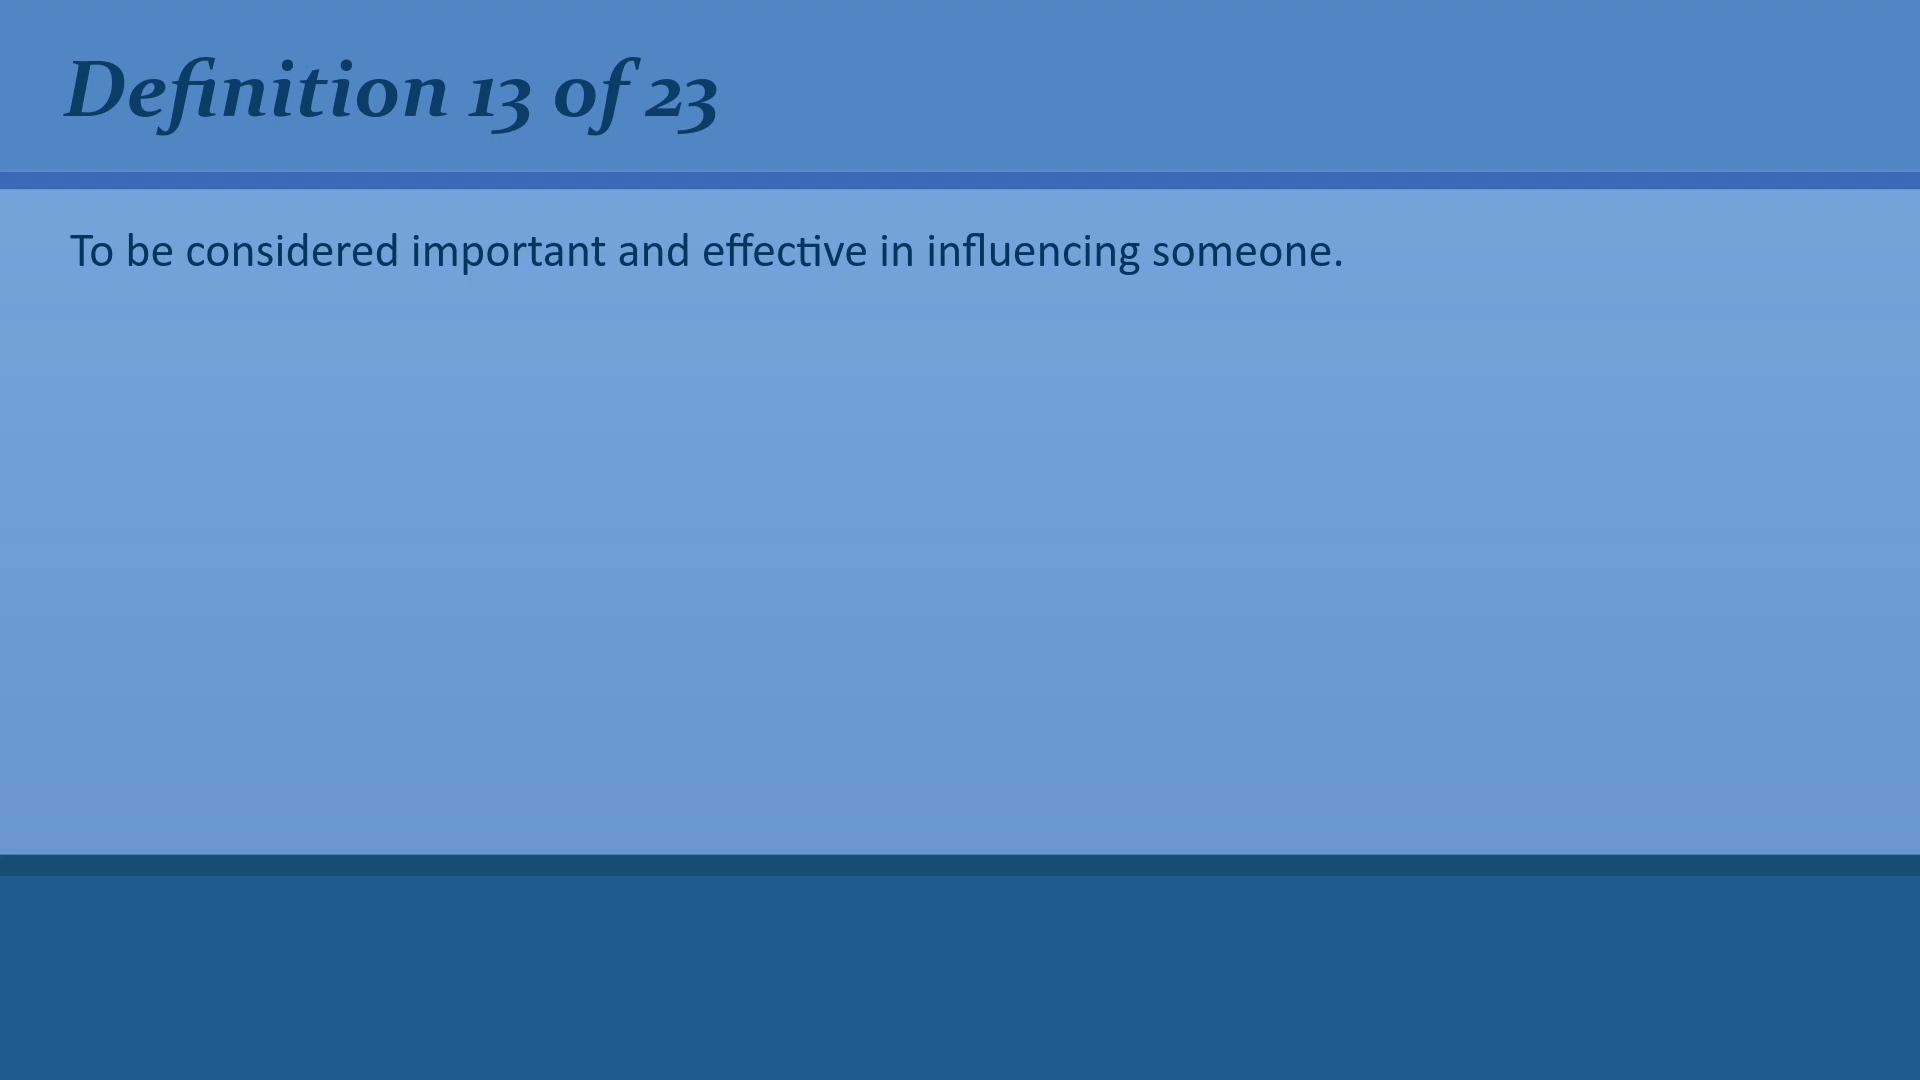 Definition 13 of 23
To be considered important and effective in influencing someone.